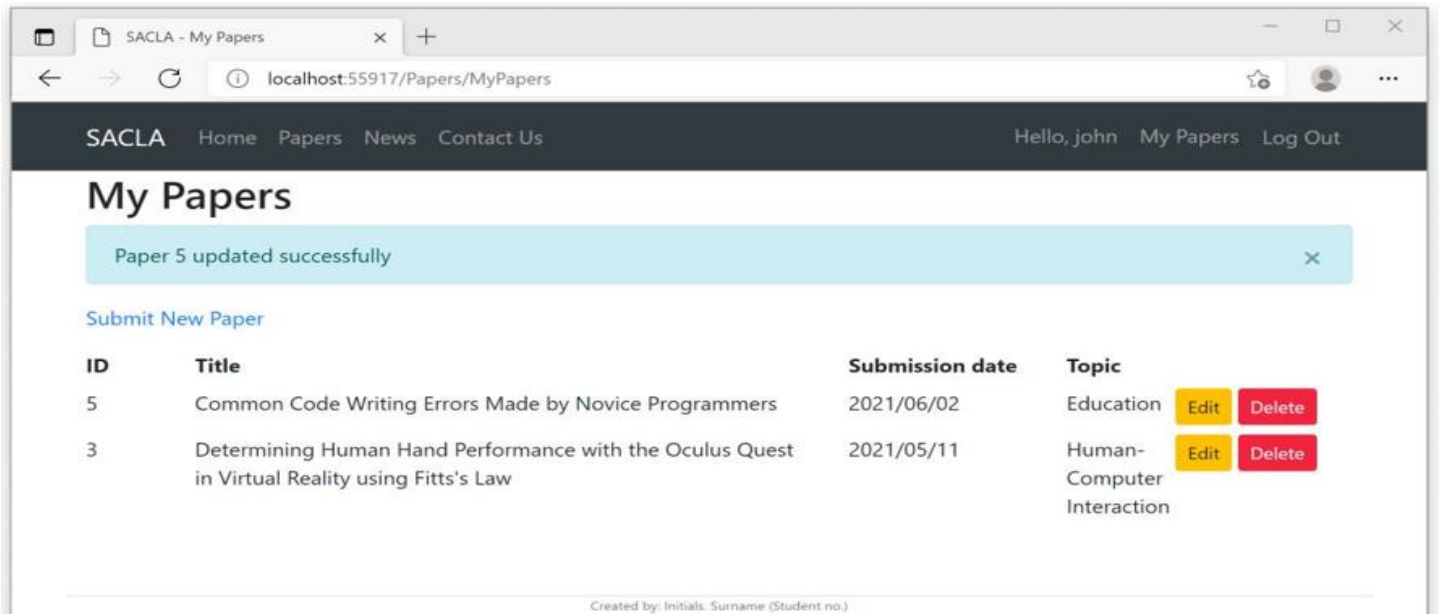 SACLA - My Papers
localhost:55917/Papers/MyPapers
SACLA Home Papers News Contact Us Hello, john My Papers Log Out
My Papers
Paper 5 updated successfully
Submit New Paper
ID Title Submission date Topic
5 Common Code Writing Errors Made by Novice Programmers 2021/06/02 Education Edit Delete
3 Determining Human Hand Performance with the Oculus Quest 2021/05/11 Human- Edit Delete
in Virtual Reality using Fitts's Law Computer
Interaction
Created by: Initials. Surname (Student no.)